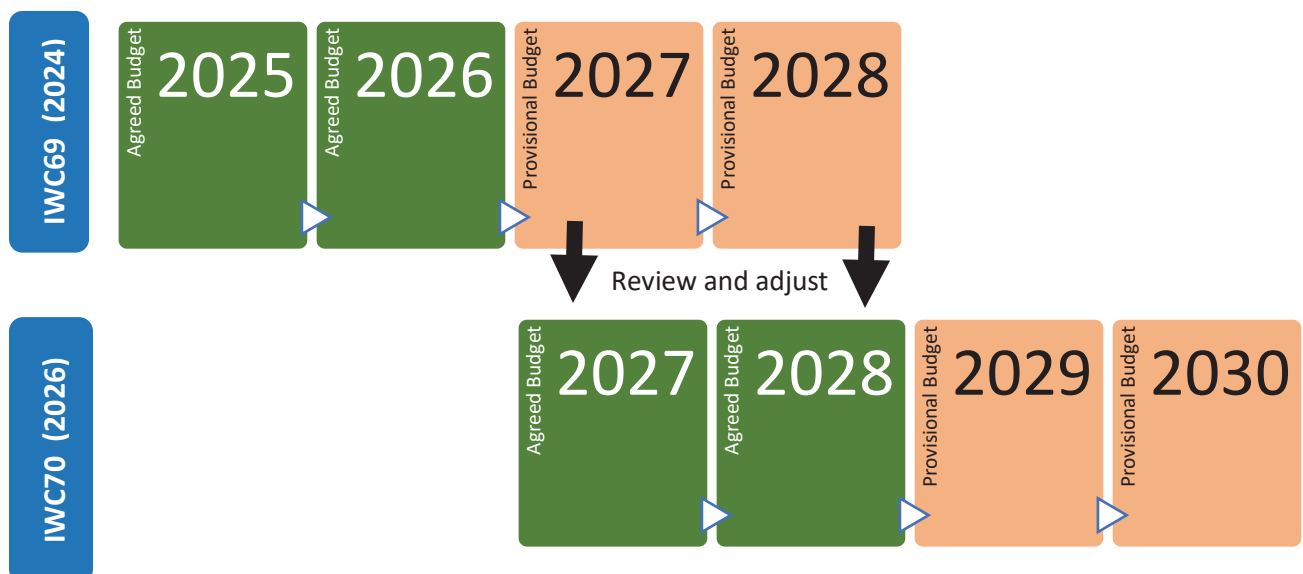 IWC69 (2024)
Agreed Budget
2025
Agreed Budget
2026
Provisional Budget
2027
Provisional Budget
2028
Review and adjust
IWC70 (2026)
Agreed Budget
2027
Agreed Budget
2028
Provisional Budget
2029
Provisional Budget
2030